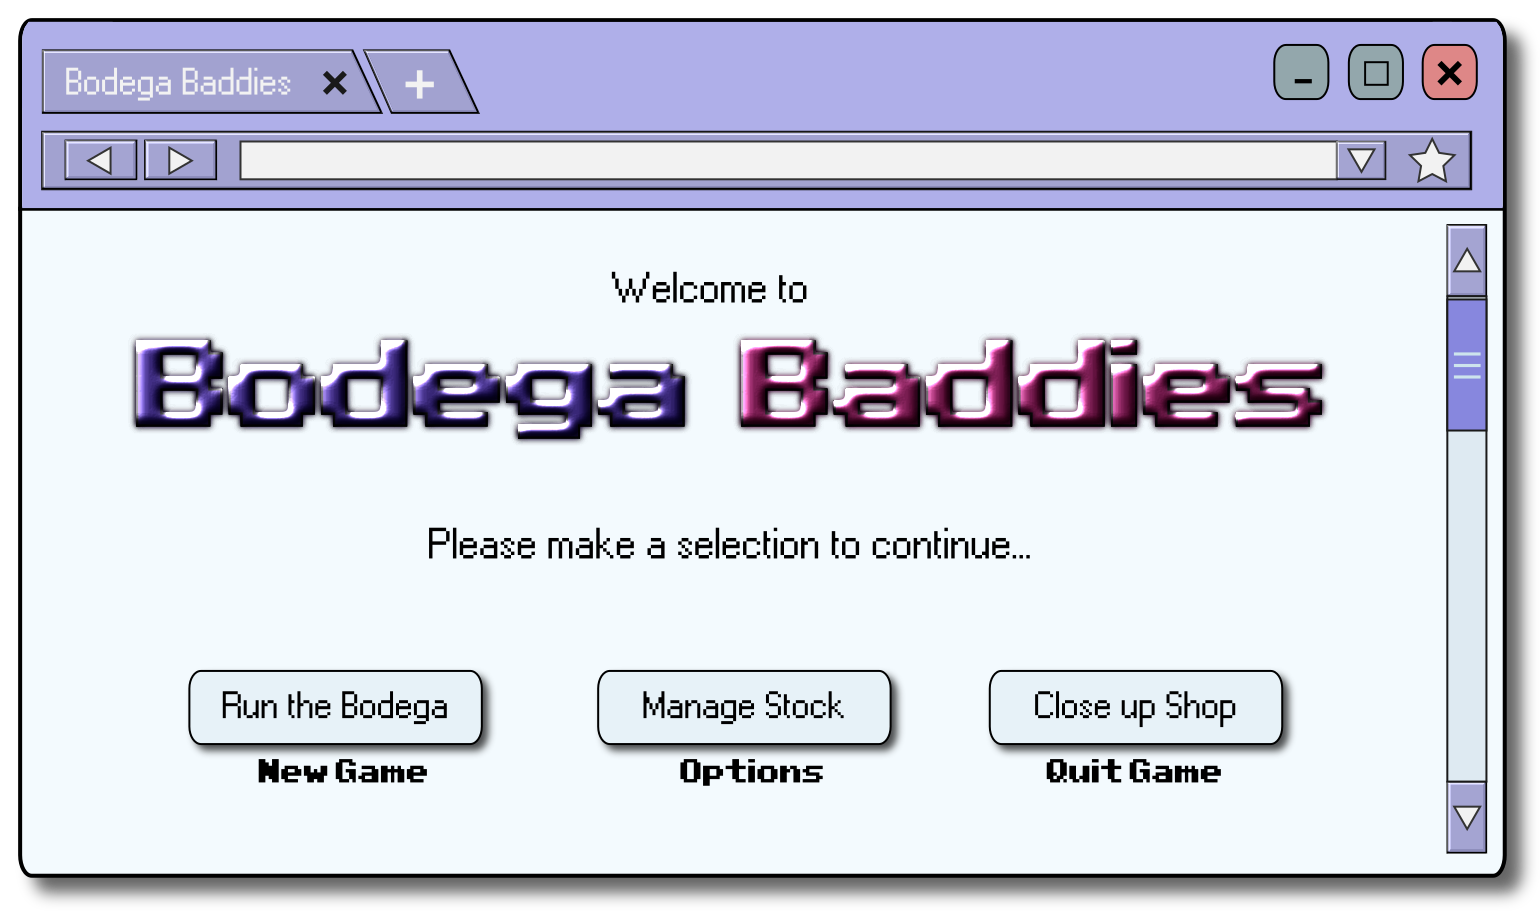 Bodega Baddies
Welcome to
Bodega Baddies
Please make a selection to continue...
Run the Bodega
Manage Stock
Close up Shop
New Game
Options
Quit Game